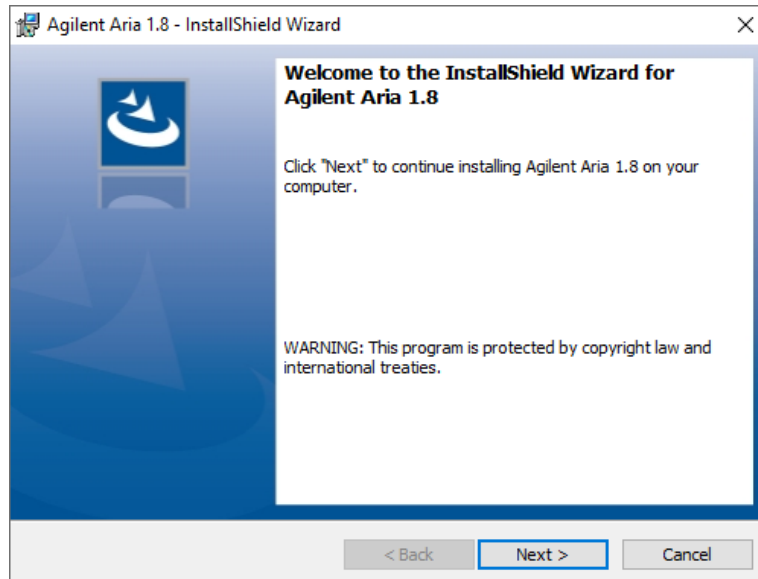 Agilent Aria 1.8 - InstallShield Wizard
Welcome to the InstallShield Wizard for
Agilent Aria 1.8
Click "Next" to continue installing Agilent Aria 1.8 on your
computer.
WARNING: This program is protected by copyright law and
international treaties.
< Back
Next >
Cancel